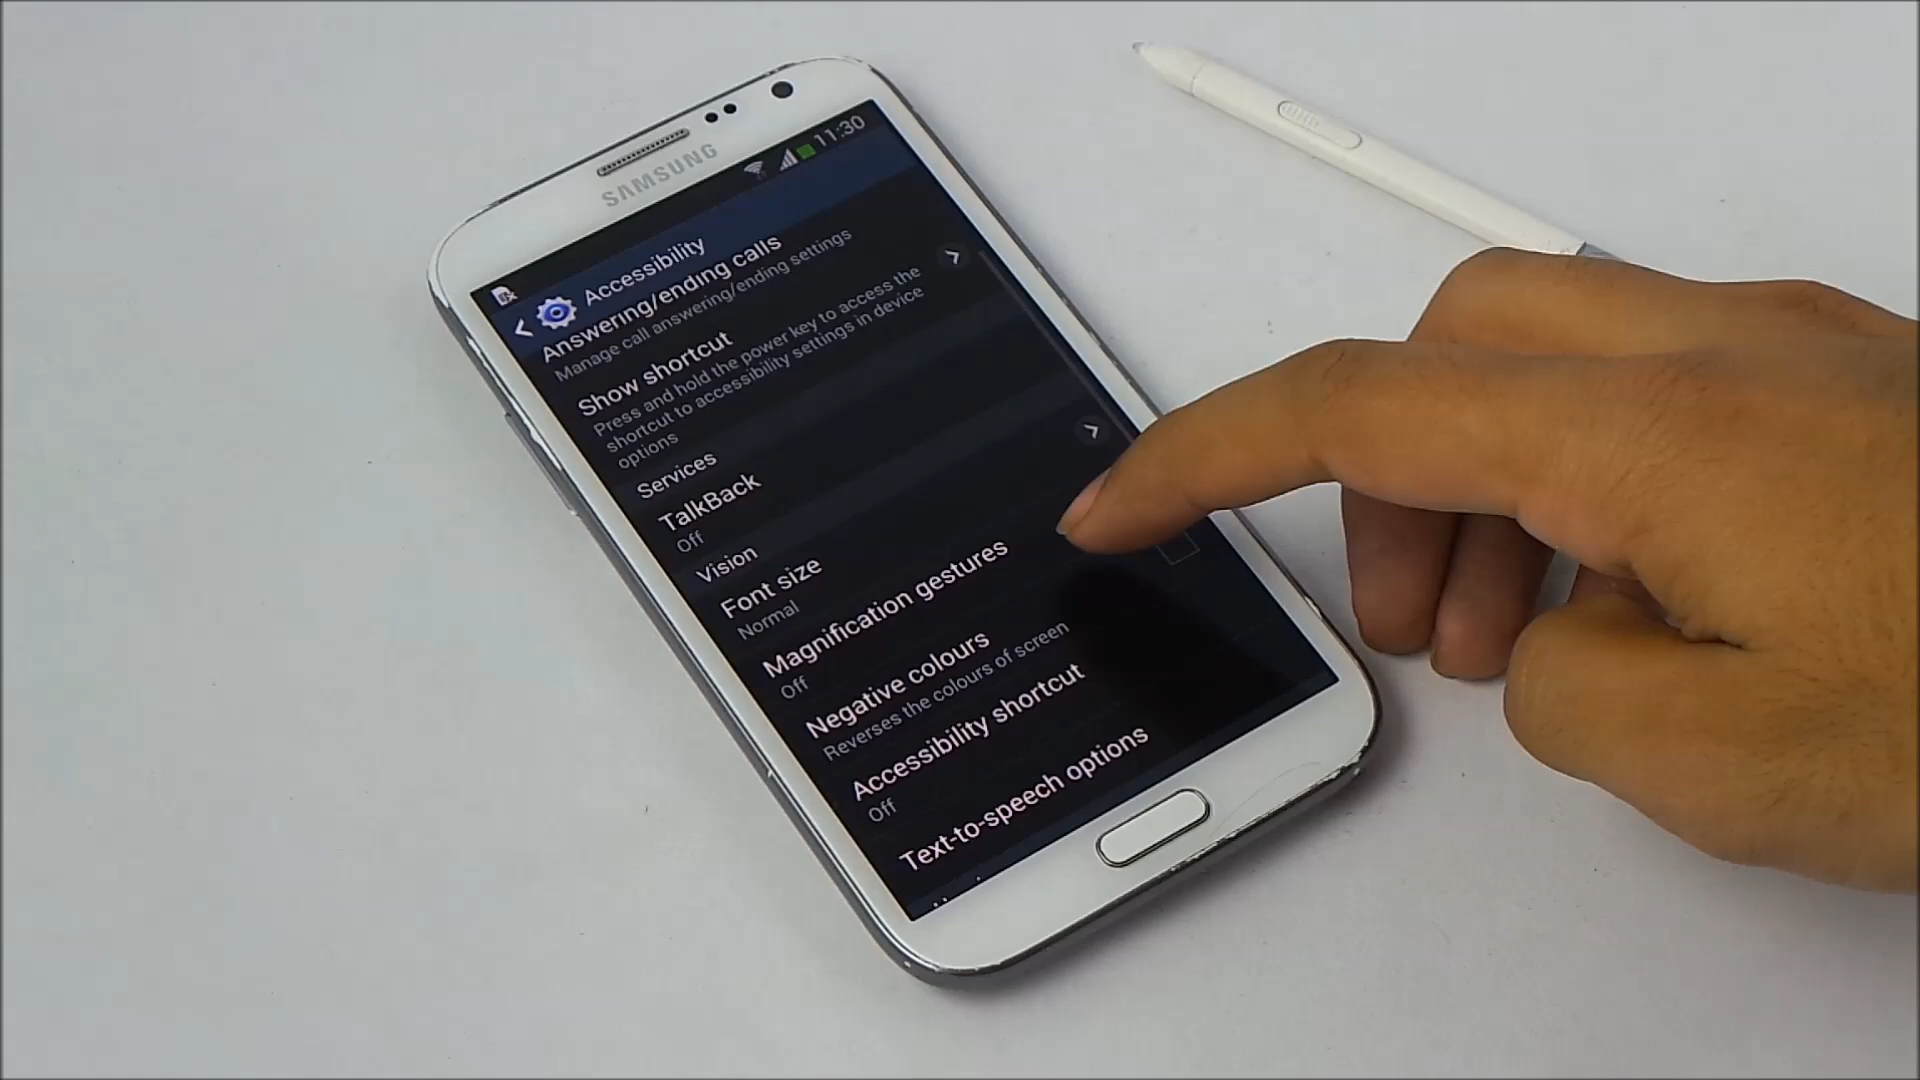 SAMSUNG
11:30
Accessibility
Answering/ending calls
Manage call answering/ending settings
Show shortcut
Press and hold the power key to access the
shortcut to accessibility settings in device
options
Services
TalkBack
Off
Vision
Font size
Normal
Magnification gestures
Off
Negative colours
Reverses the colours of screen
Accessibility shortcut
Off
Text-to-speech options